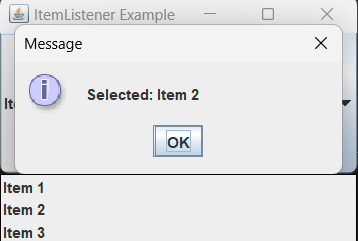 ItemListener Example
Message
Selected: Item 2
OK
Item 1
Item 2
Item 3